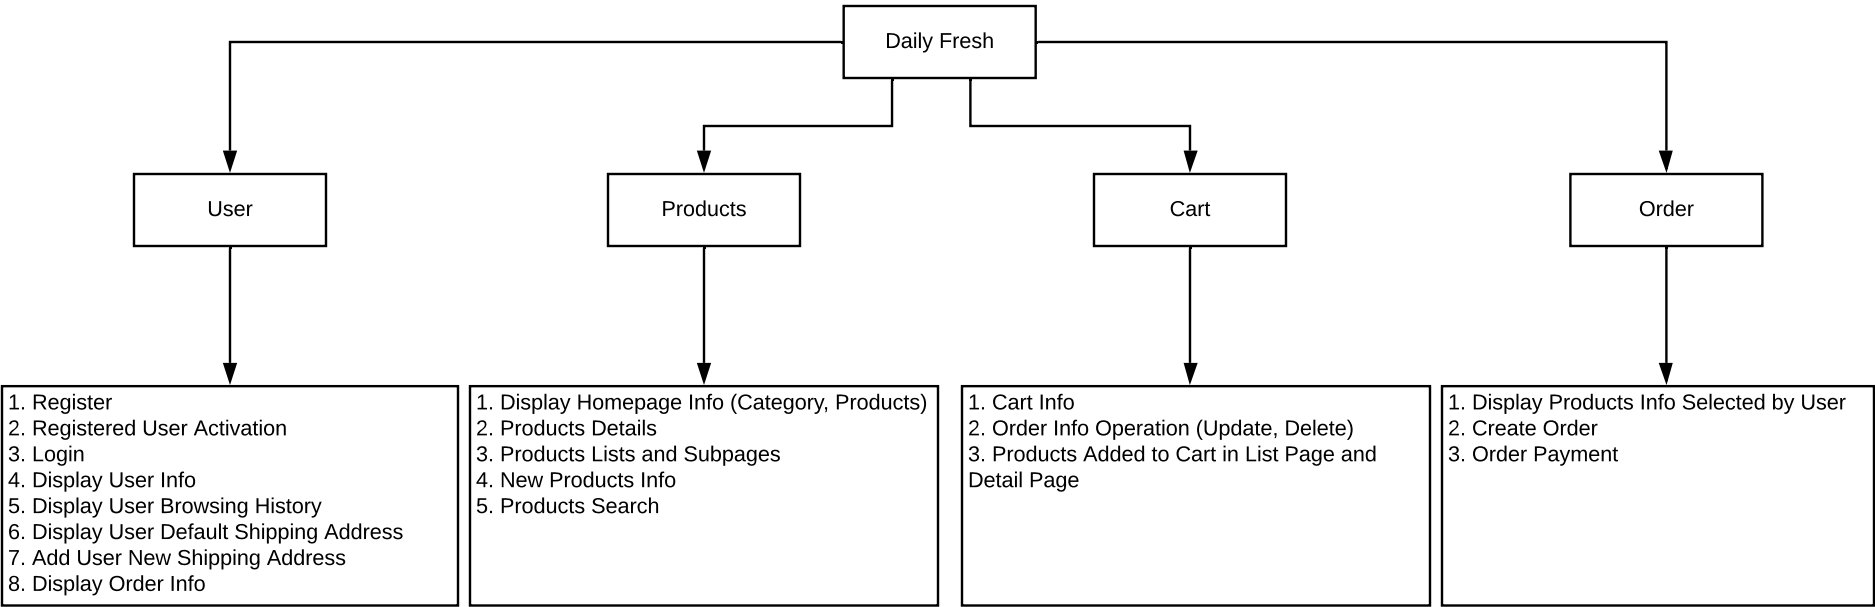 Daily Fresh
User
Products
Cart
Order
1. Register
2. Registered User Activation
3. Login
4. Display User Info
5. Display User Browsing History
6. Display User Default Shipping Address
7. Add User New Shipping Address
8. Display Order Info
1. Display Homepage Info (Category, Products)
2. Products Details
3. Products Lists and Subpages
4. New Products Info
5. Products Search
1. Cart Info
2. Order Info Operation (Update, Delete)
3. Products Added to Cart in List Page and
Detail Page
1. Display Products Info Selected by User
2. Create Order
3. Order Payment